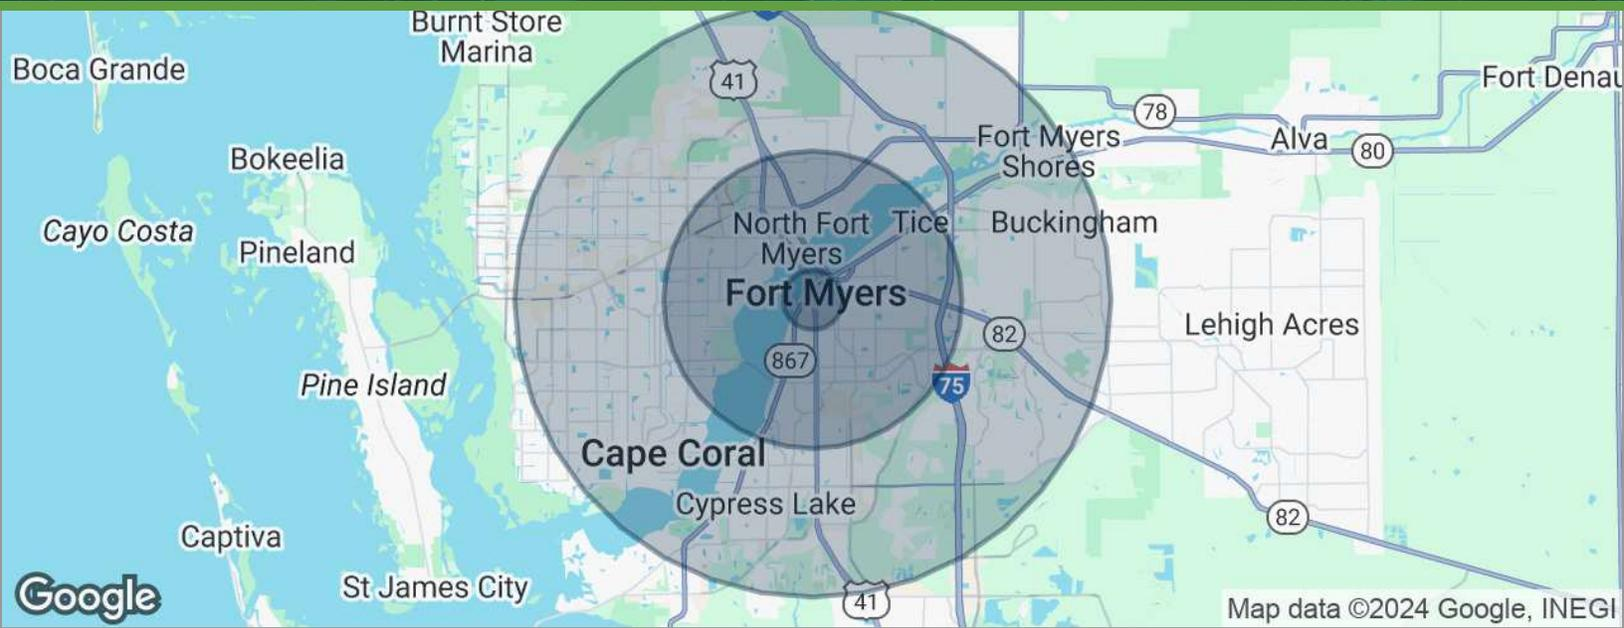 Burnt Store
Marina
Boca Grande
41
Fort Denau
78
Fort Myers
Shores
Alva
80
Bokeelia
Cayo Costa
North Fort
Myers
Tice
Buckingham
Pineland
Fort Myers
Lehigh Acres
82
867
75
Pine Island
Cape Coral
Cypress Lake
82
Captiva
St James City
Google
41
Map data ©2024 Google, INEGI